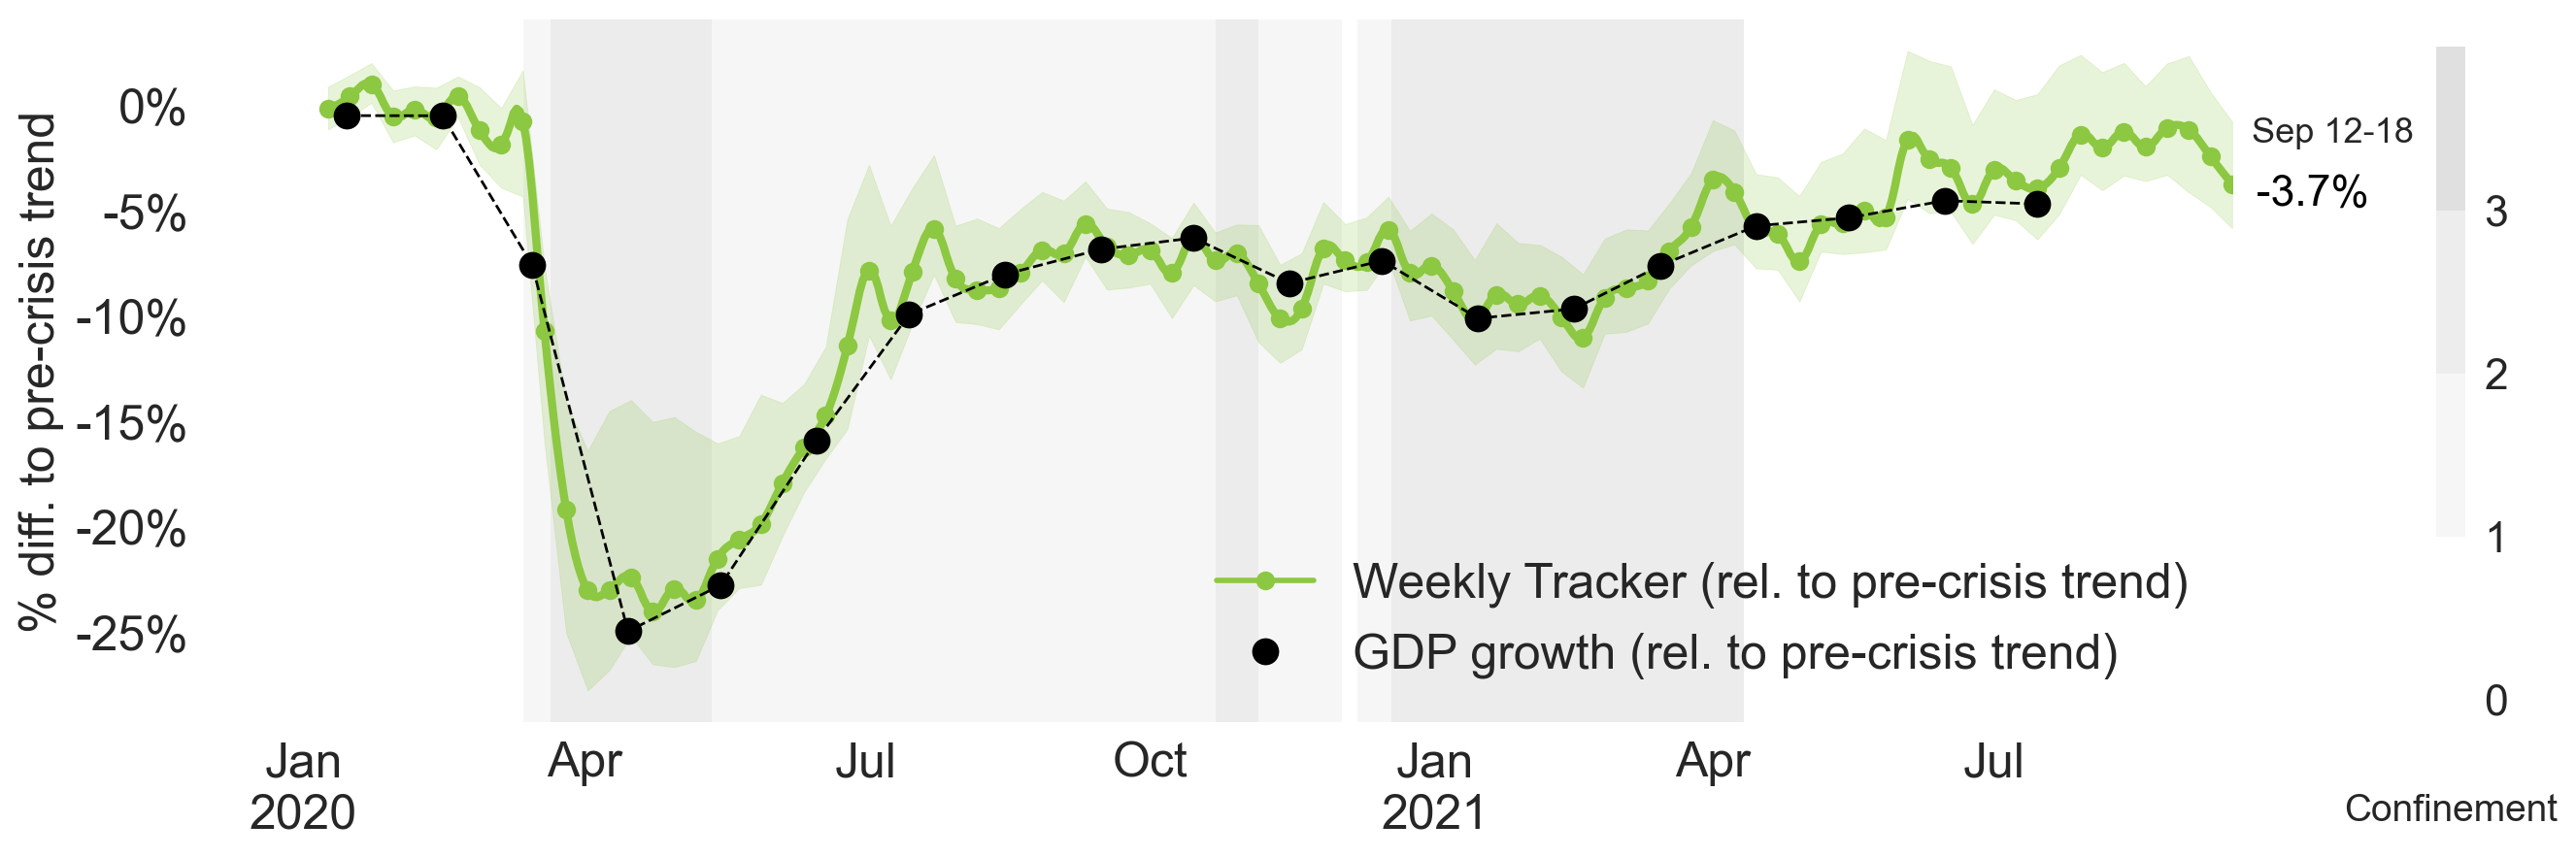 % diff. to pre-crisis trend
0%
-5%
-10%
-15%
-20%
-25%
Sep 12-18
-3.7%
Weekly Tracker (rel. to pre-crisis trend)
GDP growth (rel. to pre-crisis trend)
3
2
1
0
Jan Apr Jul Oct Jan Apr Jul
2020 2021
Confinement